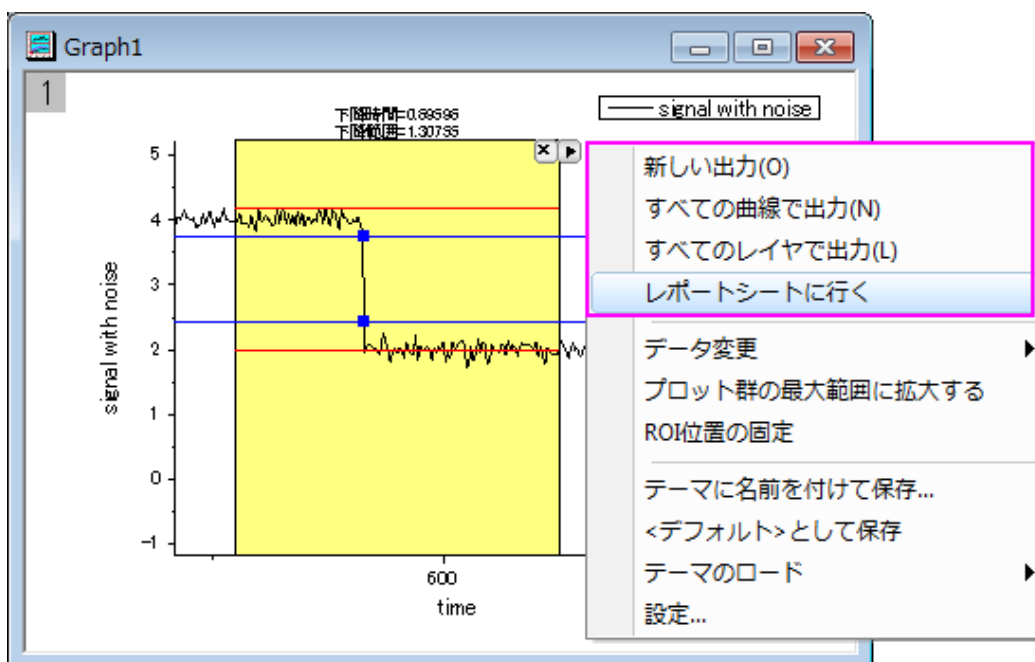 Graph1
1
下降時間=0.89596
下降範囲=1.30735
signal with noise
5
4
3
2
1
0
-1
signal with noise
600
time
新しい出力(O)
すべての曲線で出力(N)
すべてのレイヤで出力(L)
レポートシートに行く
データ変更
プロット群の最大範囲に拡大する
ROI位置の固定
テーマに名前を付けて保存...
<デフォルト>として保存
テーマのロード
設定...